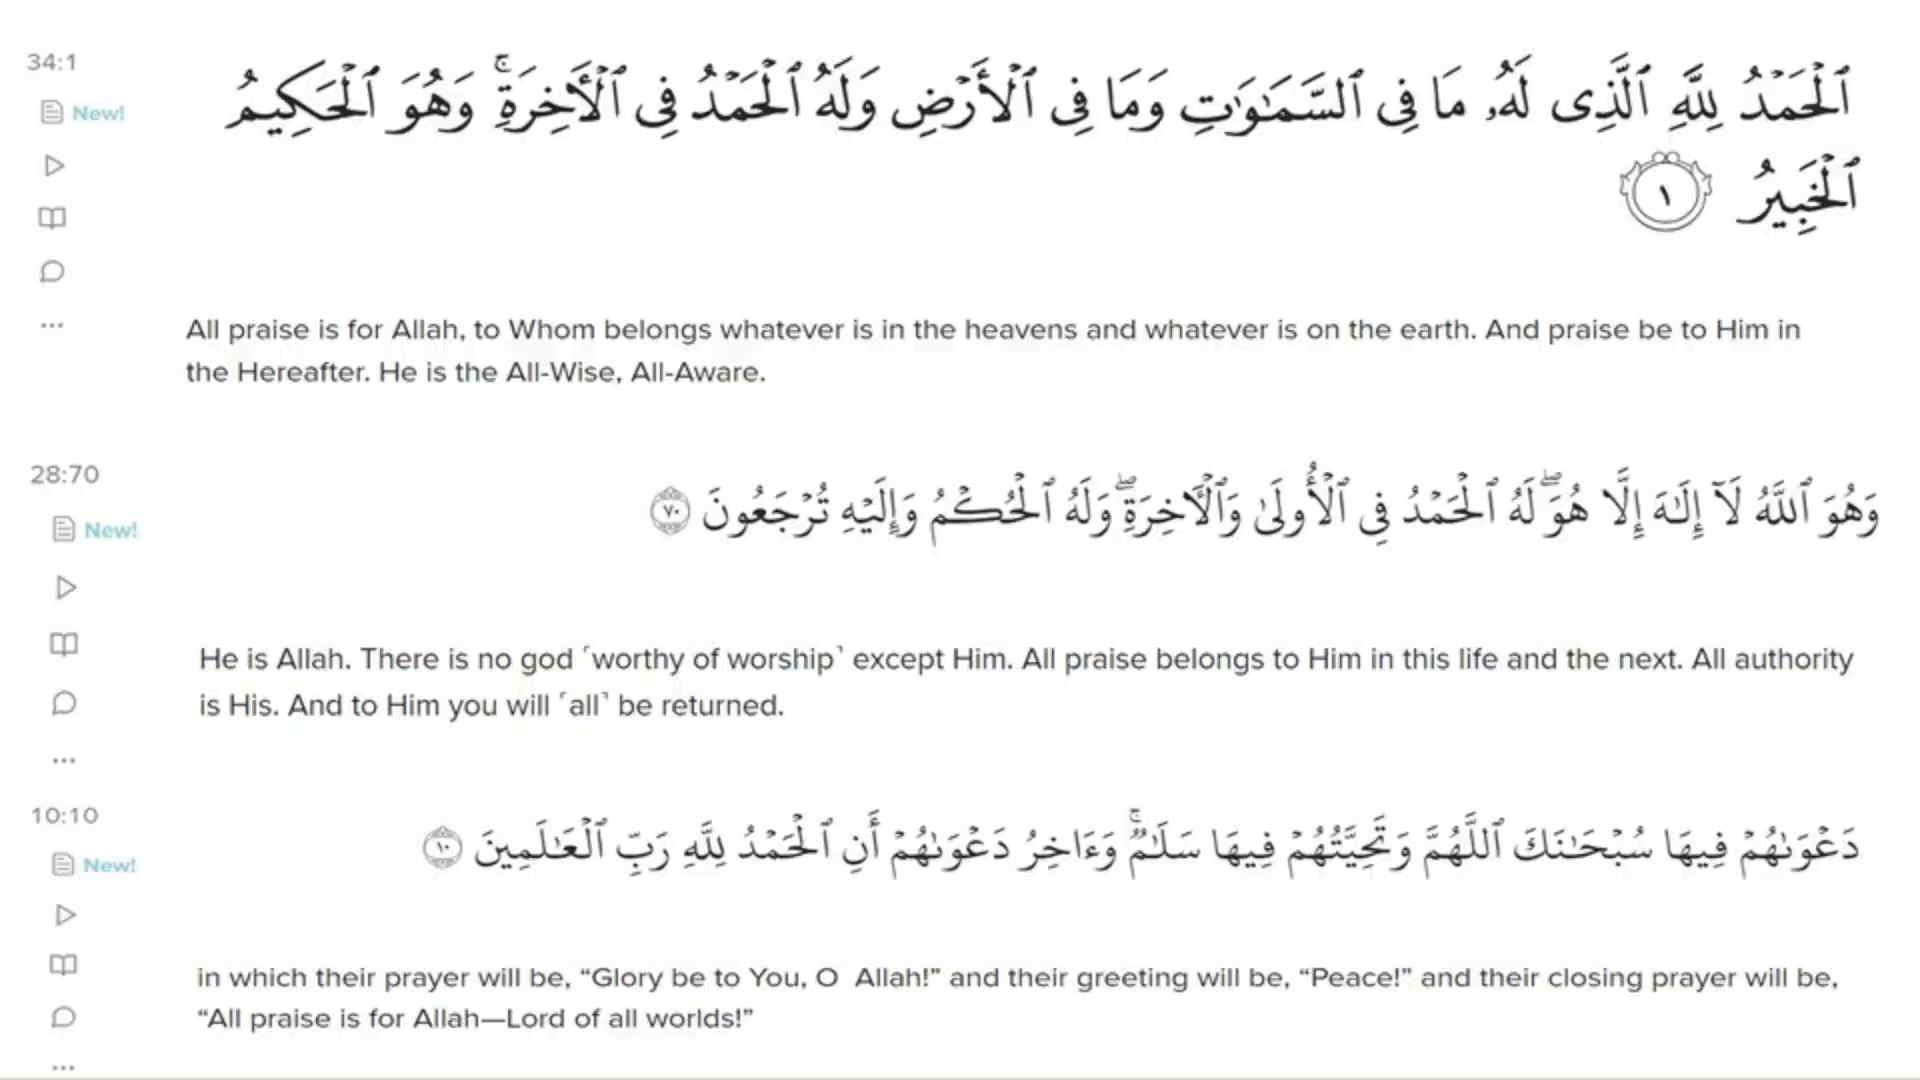 34:1
ٱلْحَمْدُ لِلَّهِ ٱلَّذِى لَهُۥ مَا فِى ٱلسَّمَـٰوَٰتِ وَمَا فِى ٱلْأَرْضِ وَلَهُ ٱلْحَمْدُ فِى ٱلْـَٔاخِرَةِ ۚ وَهُوَ ٱلْحَكِيمُ
ٱلْخَبِيرُ ١
New!
All praise is for Allah, to Whom belongs whatever is in the heavens and whatever is on the earth. And praise be to Him in
the Hereafter. He is the All-Wise, All-Aware.
28:70
وَهُوَ ٱللَّهُ لَآ إِلَـٰهَ إِلَّا هُوَ ۖ لَهُ ٱلْحَمْدُ فِى ٱلْأُولَىٰ وَٱلْـَٔاخِرَةِ ۖ وَلَهُ ٱلْحُكْمُ وَإِلَيْهِ تُرْجَعُونَ ٧٠
New!
He is Allah. There is no god ˹worthy of worship˺ except Him. All praise belongs to Him in this life and the next. All authority
is His. And to Him you will ˹all˺ be returned.
10:10
دَعْوَىٰهُمْ فِيهَا سُبْحَـٰنَكَ ٱللَّهُمَّ وَتَحِيَّتُهُمْ فِيهَا سَلَـٰمٌ ۚ وَءَاخِرُ دَعْوَىٰهُمْ أَنِ ٱلْحَمْدُ لِلَّهِ رَبِّ ٱلْعَـٰلَمِينَ ١٠
New!
in which their prayer will be, “Glory be to You, O Allah!” and their greeting will be, “Peace!” and their closing prayer will be,
“All praise is for Allah—Lord of all worlds!”